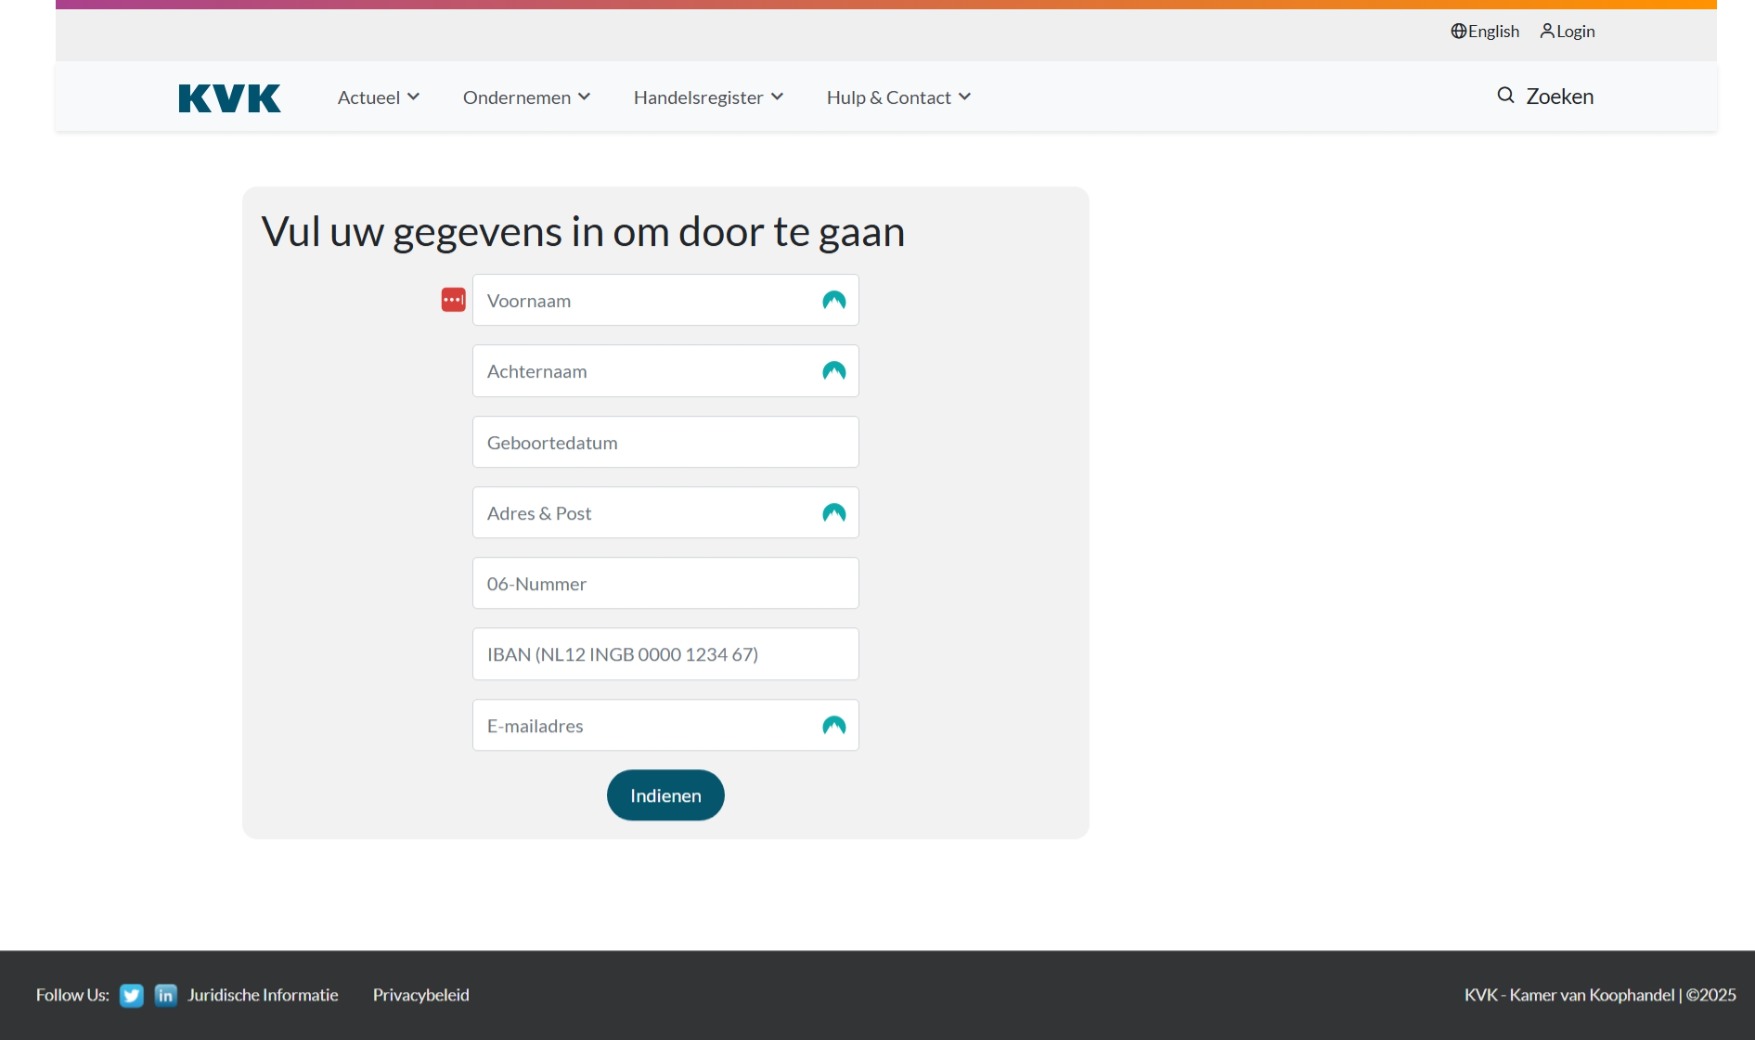 English Login
KVK Actueel Ondernemen Handelsregister Hulp & Contact Zoeken
Vul uw gegevens in om door te gaan
Voornaam
Achternaam
Geboortedatum
Adres & Post
06-Nummer
IBAN (NL12 INGB 0000 1234 67)
E-mailadres
Indienen
Follow Us: Juridische Informatie Privacybeleid KVK - Kamer van Koophandel | ©2025